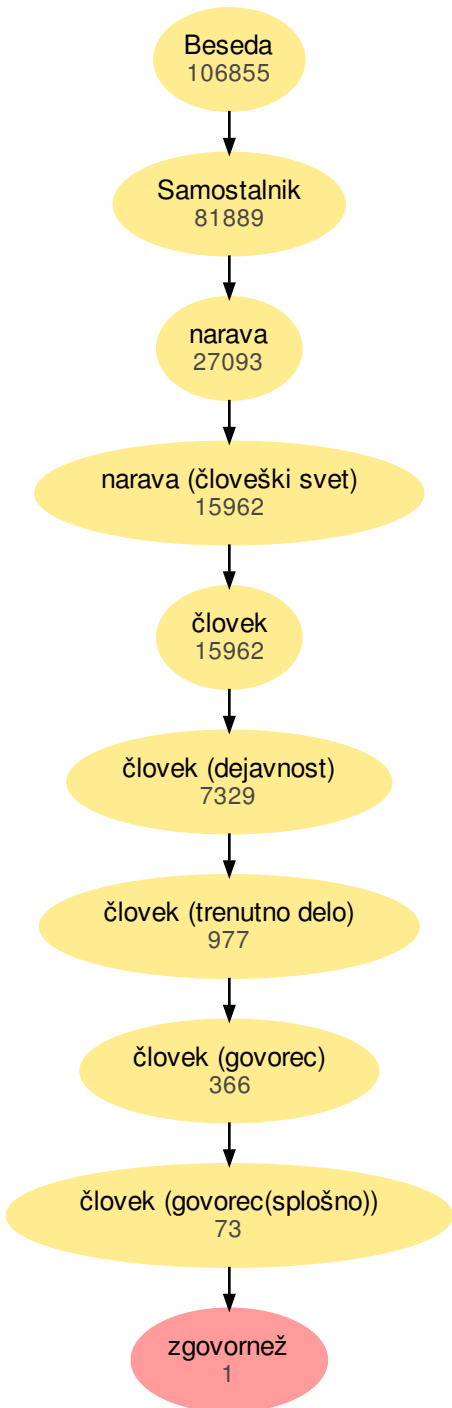 Beseda
106855
Samostalnik
81889
narava
27093
narava (človeški svet)
15962
človek
15962
človek (dejavnost)
7329
človek (trenutno delo)
977
človek (govorec)
366
človek (govorec(splošno))
73
zgovornež
1